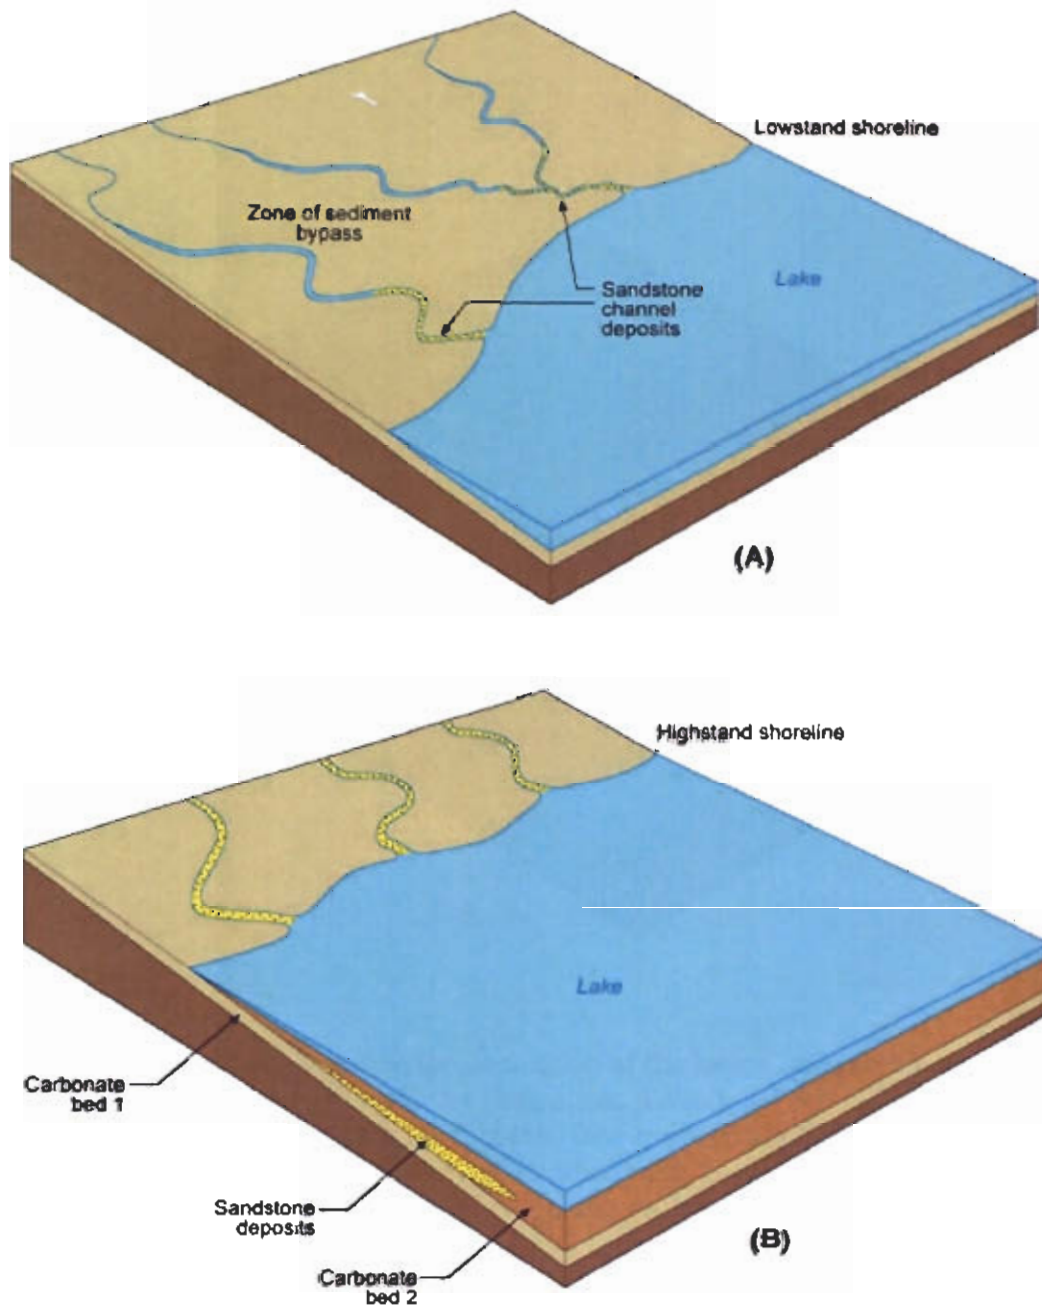 Lowstand shoreline
Zone of sediment
bypass
Lake
Sandstone
channel
deposits
(A)
Highstand shoreline
Lake
Carbonate
bed 1
Sandstone
deposits
Carbonate
bed 2
(B)